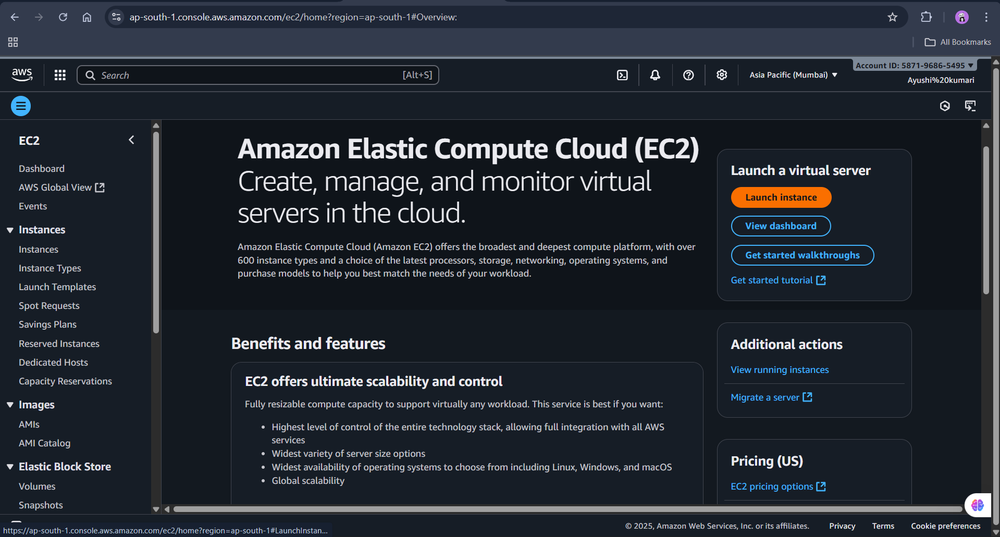 ap-south-1.console.aws.amazon.com/ec2/home?region=ap-south-1#Overview:
All Bookmarks
aws
Search
[Alt+S]
Asia Pacific (Mumbai)
Account ID: 5871-9686-5495
Ayushi%20kumari
EC2
Dashboard
AWS Global View
Events
Instances
Instances
Instance Types
Launch Templates
Spot Requests
Savings Plans
Reserved Instances
Dedicated Hosts
Capacity Reservations
Images
AMIs
AMI Catalog
Elastic Block Store
Volumes
Snapshots
Amazon Elastic Compute Cloud (EC2)
Create, manage, and monitor virtual
servers in the cloud.
Amazon Elastic Compute Cloud (Amazon EC2) offers the broadest and deepest compute platform, with over
600 instance types and a choice of the latest processors, storage, networking, operating systems, and
purchase models to help you best match the needs of your workload.
Launch a virtual server
Launch instance
View dashboard
Get started walkthroughs
Get started tutorial
Benefits and features
EC2 offers ultimate scalability and control
Fully resizable compute capacity to support virtually any workload. This service is best if you want:
• Highest level of control of the entire technology stack, allowing full integration with all AWS
services
• Widest variety of server size options
• Widest availability of operating systems to choose from including Linux, Windows, and macOS
• Global scalability
Additional actions
View running instances
Migrate a server
Pricing (US)
EC2 pricing options
https://ap-south-1.console.aws.amazon.com/ec2/home?region=ap-south-1#LaunchInstan...
© 2025, Amazon Web Services, Inc. or its affiliates.
Privacy
Terms
Cookie preferences